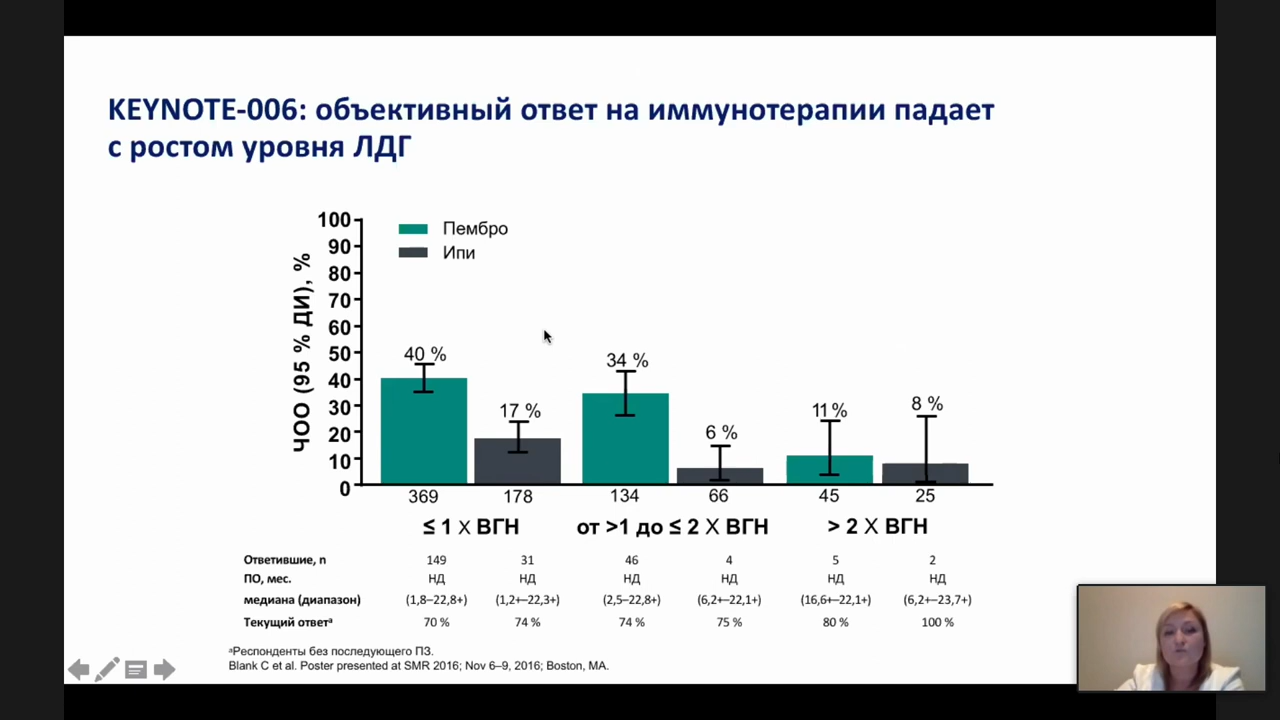 KEYNOTE-006: объективный ответ на иммунотерапии падает
с ростом уровня ЛДГ
ЧОО (95 % ДИ), %
100
90
80
70
60
50
40
30
20
10
0
Пембро
Ипи
40 %
17 %
34 %
6 %
11 %
8 %
369 178 134 66 45 25
≤ 1 X ВГН от >1 до ≤ 2 X ВГН > 2 X ВГН
Ответившие, n 149 31 46 4 5 2
ПО, мес. НД НД НД НД НД НД
медиана (диапазон) (1,8–22,8+) (1,2+–22,3+) (2,5–22,8+) (6,2+–22,1+) (16,6+–22,1+) (6,2+–23,7+)
Текущий ответᵃ 70 % 74 % 74 % 75 % 80 % 100 %
ᵃРеспонденты без последующего ПЗ.
Blank C et al. Poster presented at SMR 2016; Nov 6–9, 2016; Boston, MA.